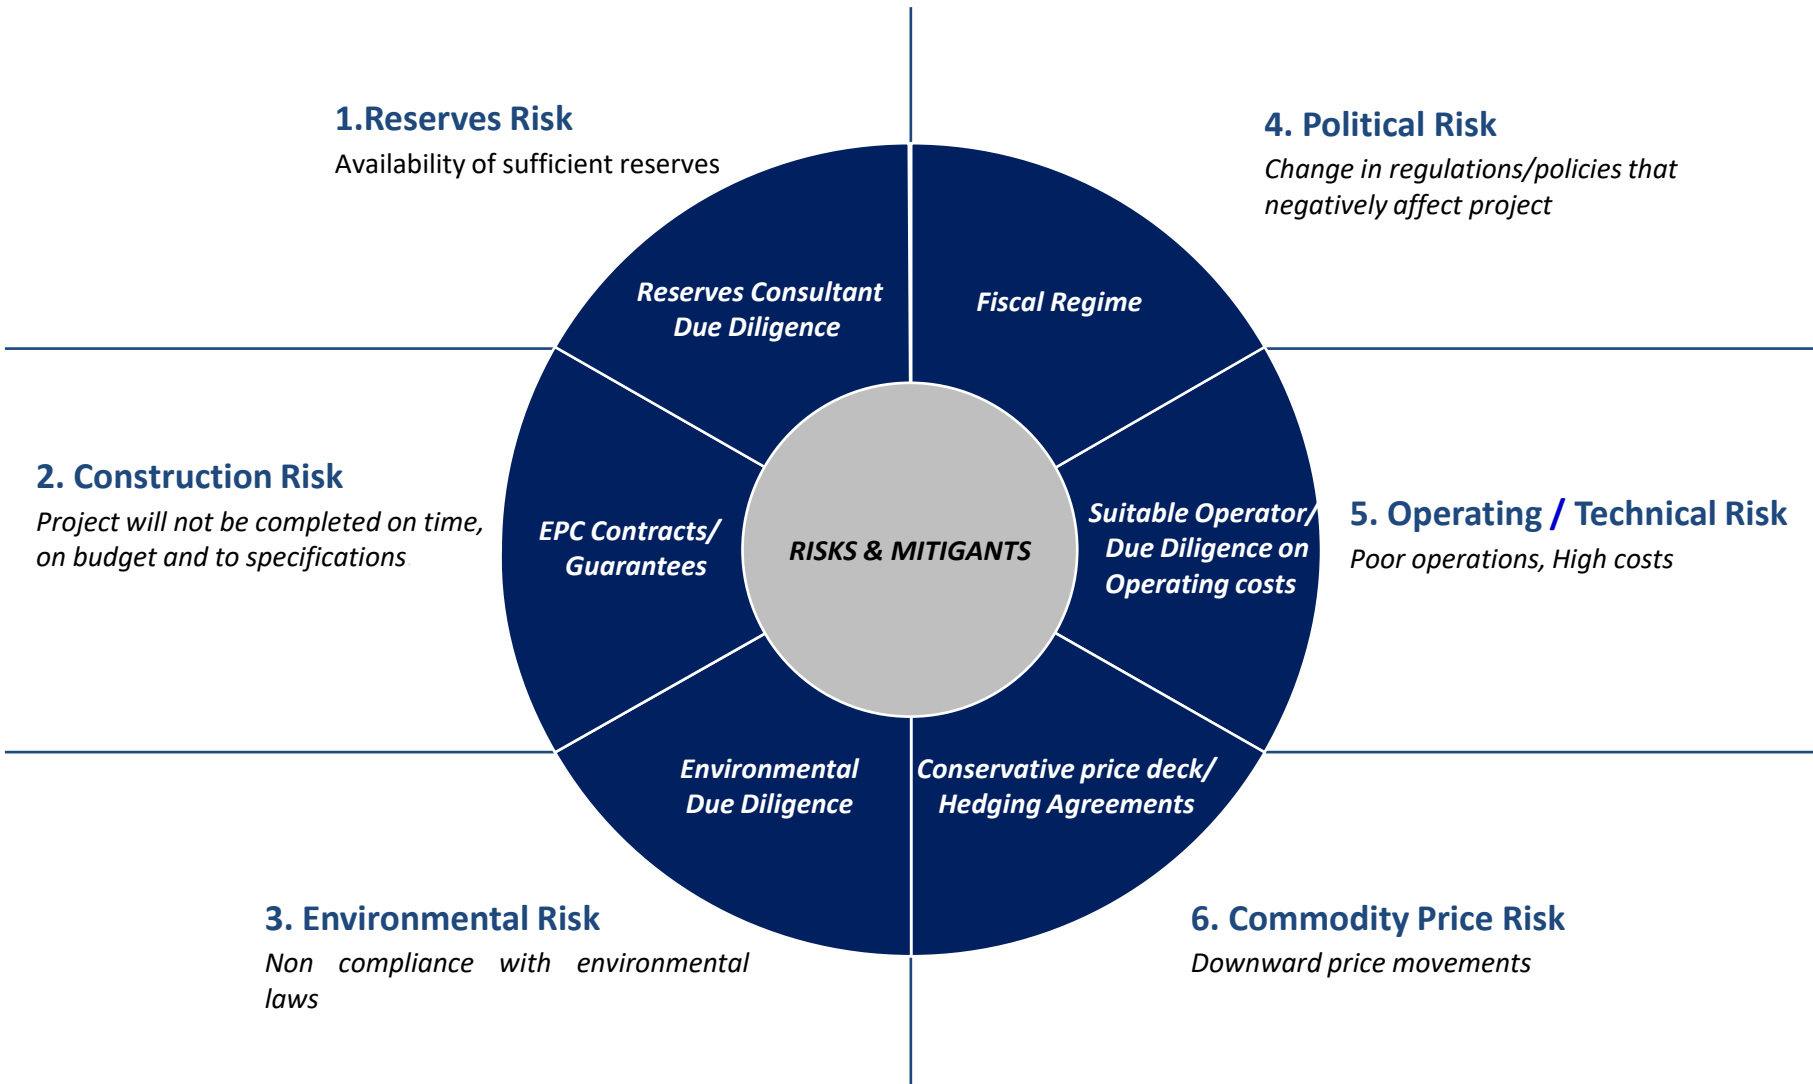 1.Reserves Risk
Availability of sufficient reserves
4. Political Risk
Change in regulations/policies that
negatively affect project
Reserves Consultant
Due Diligence
Fiscal Regime
2. Construction Risk
Project will not be completed on time,
on budget and to specifications.
EPC Contracts/
Guarantees
RISKS & MITIGANTS
Suitable Operator/
Due Diligence on
Operating costs
5. Operating / Technical Risk
Poor operations, High costs
Environmental
Due Diligence
Conservative price deck/
Hedging Agreements
3. Environmental Risk
Non compliance with environmental
laws
6. Commodity Price Risk
Downward price movements